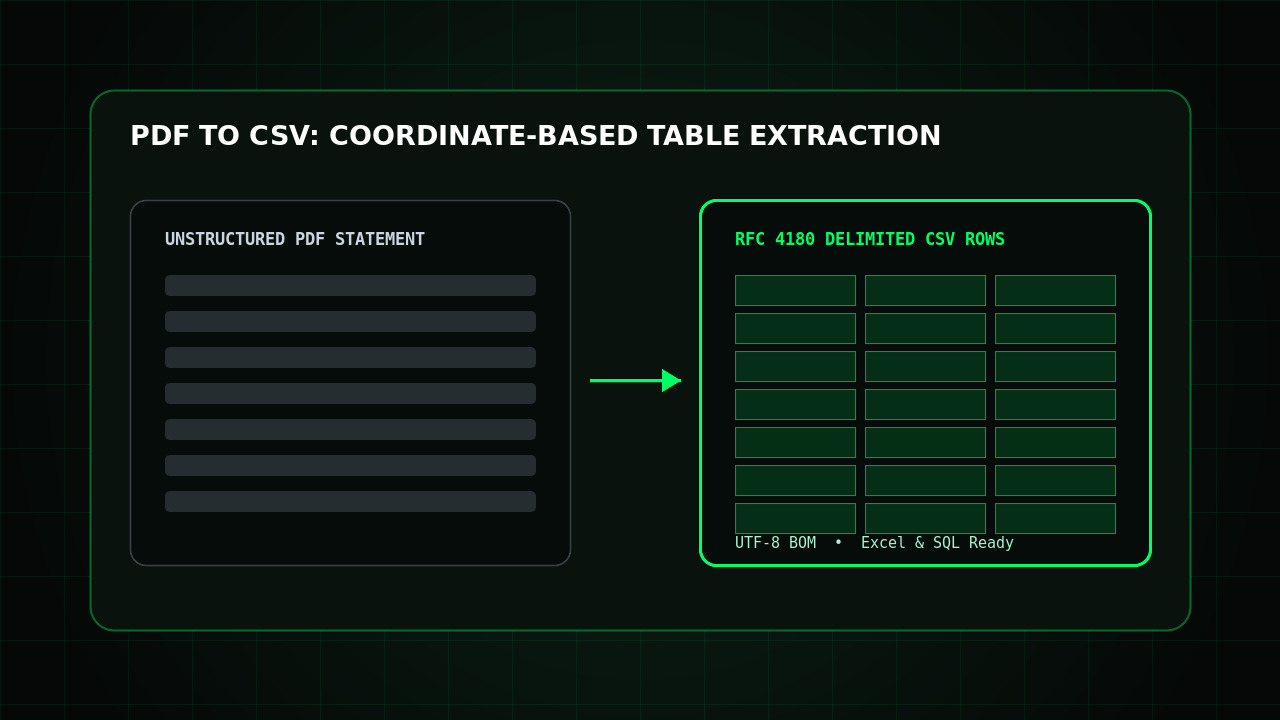 PDF TO CSV: COORDINATE-BASED TABLE EXTRACTION
UNSTRUCTURED PDF STATEMENT
RFC 4180 DELIMITED CSV ROWS
UTF-8 BOM • Excel & SQL Ready